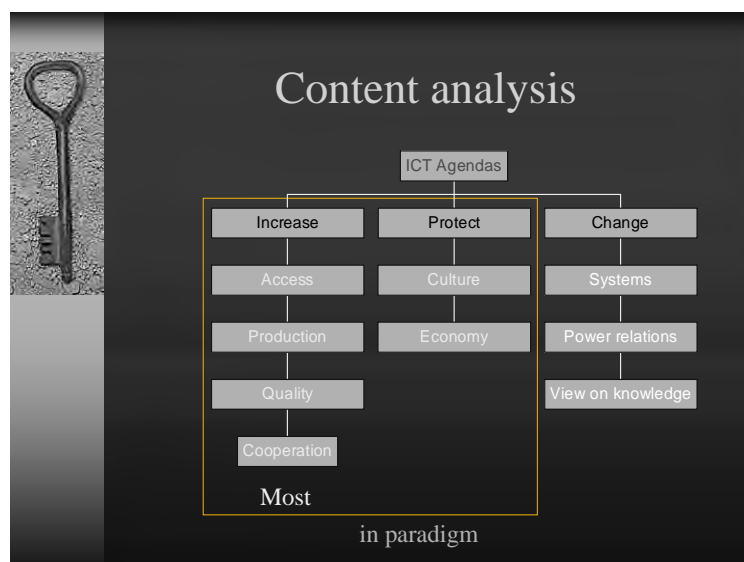 Content analysis
ICT Agendas
Increase
Protect
Change
Access
Culture
Systems
Production
Economy
Power relations
Quality
View on knowledge
Cooperation
Most
in paradigm